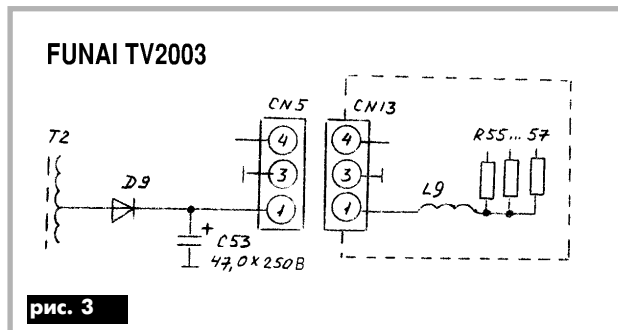 FUNAI TV2003
CN5
CN13
T2
4
4
R55... 57
D9
3
3
L9
1
1
+
C53
47,0 x 250В
рис. 3